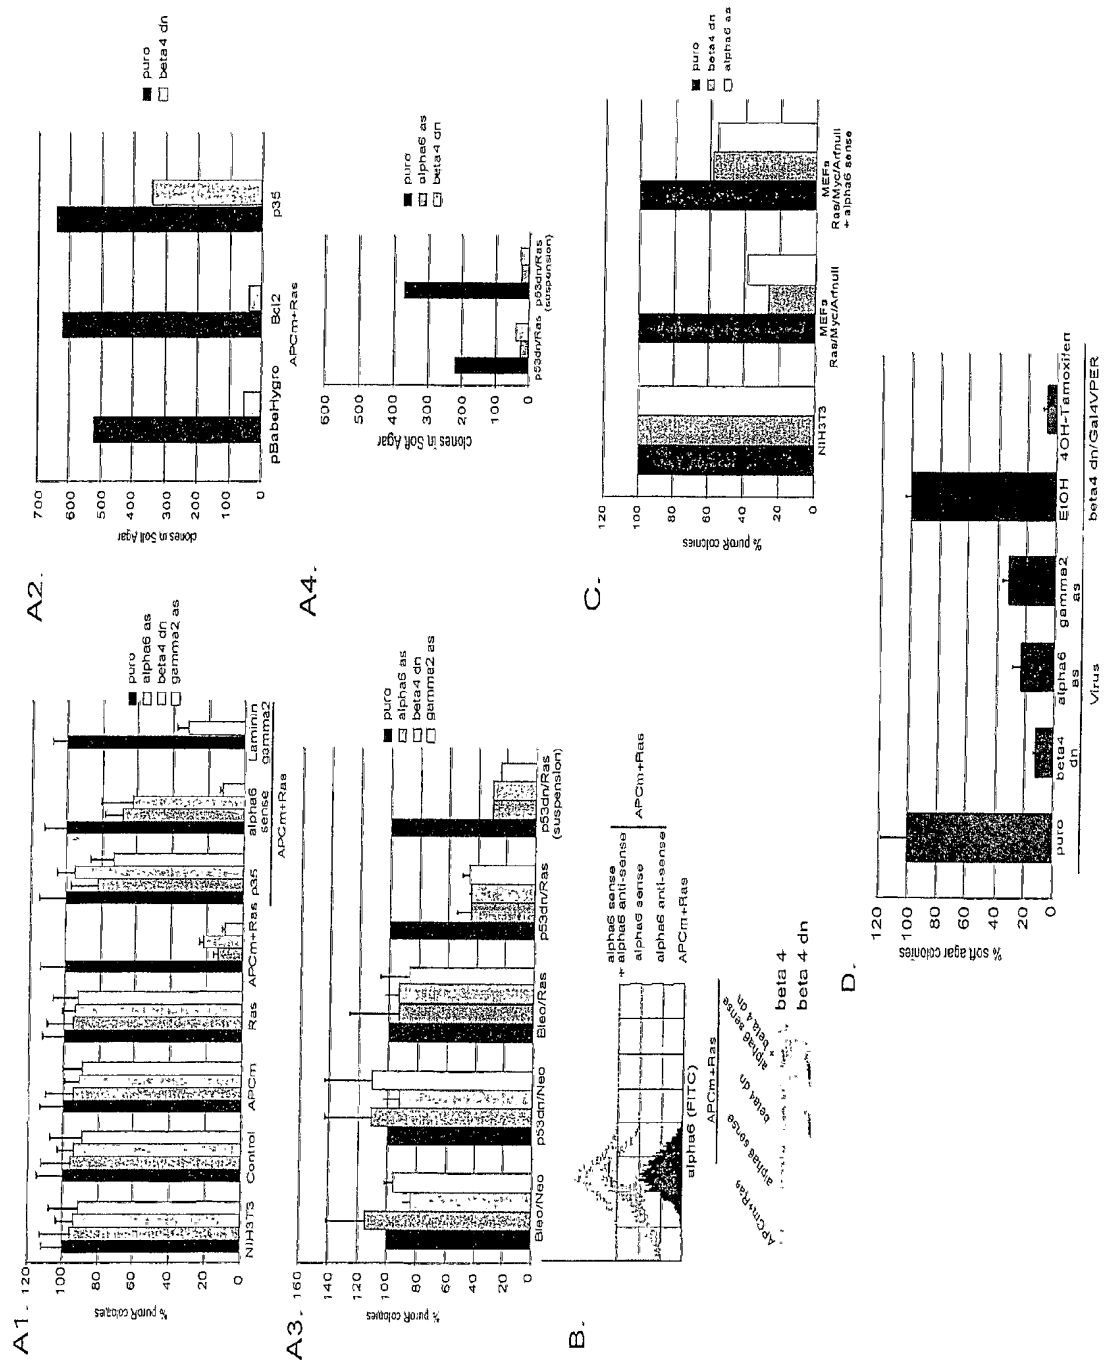 A1.
% puroR colonies
120
100
80
60
40
20
0
NIH3T3
Control
APCm
Ras
APCm+Ras
p35
alpha6 sense
Laminin gamma2
APCm+Ras
puro
alpha6 as
beta4 dn
gamma2 as
A2.
clones in Soft Agar
700
600
500
400
300
200
100
0
pBabeHygro
Bcl2
p35
APCm+Ras
puro
beta4 dn
A3.
% puroR colonies
160
140
120
100
80
60
40
20
0
Bleo/Neo
p53dn/Neo
Bleo/Ras
p53dn/Ras
p53dn/Ras (suspension)
puro
alpha6 as
beta4 dn
gamma2 as
A4.
clones in Soft Agar
600
500
400
300
200
100
0
p53dn/Ras
p53dn/Ras (suspension)
puro
alpha6 as
beta4 dn
B.
alpha6 sense
+ alpha6 anti-sense
alpha6 sense
alpha6 anti-sense
APCm+Ras
APCm+Ras
alpha6 (FITC)
APCm+Ras
APCm+Ras
alpha6 sense
beta4 dn
alpha6 sense
+ beta4 dn
beta 4
beta 4 dn
C.
% puroR colonies
120
100
80
60
40
20
0
NIH3T3
MEFs
Ras/Myc/Arfnull
MEFs
Ras/Myc/Arfnull
+ alpha6 sense
puro
beta4 dn
alpha6 as
D.
% soft agar colonies
120
100
80
60
40
20
0
puro
beta4 dn
alpha6 as
gamma2 as
EtOH
4OH-Tamoxifen
Virus
beta4 dn/Gal4VPER